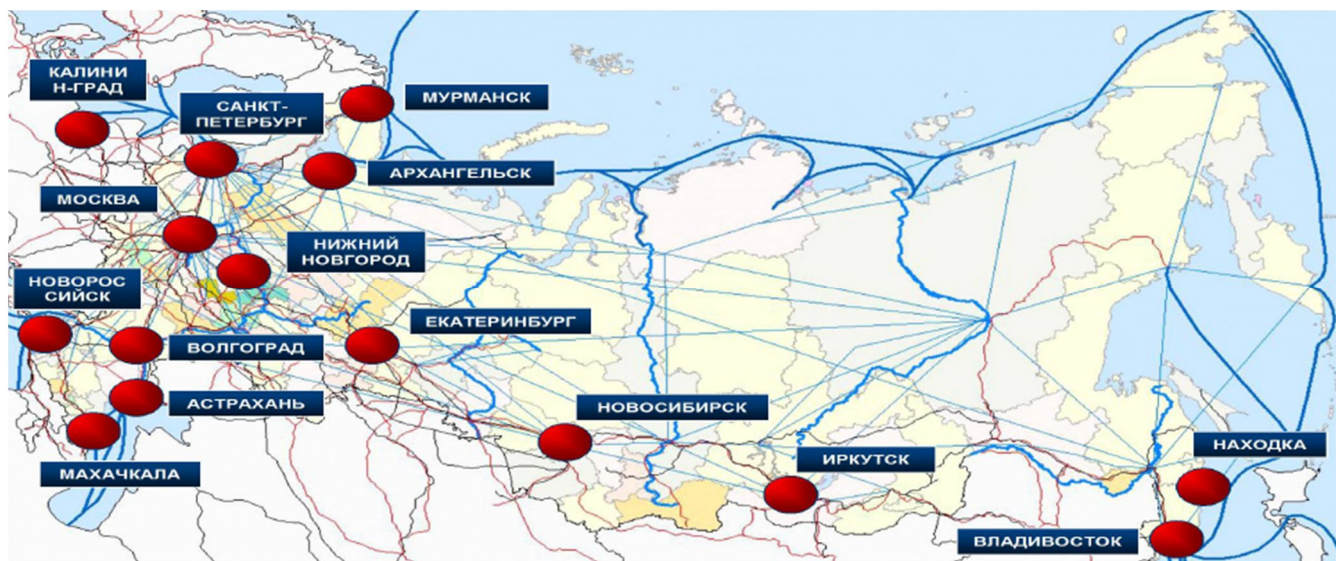 КАЛИНИ
Н-ГРАД
САНКТ-
ПЕТЕРБУРГ
МУРМАНСК
АРХАНГЕЛЬСК
МОСКВА
НИЖНИЙ
НОВГОРОД
НОВОРОС
СИЙСК
ЕКАТЕРИНБУРГ
ВОЛГОГРАД
АСТРАХАНЬ
НОВОСИБИРСК
МАХАЧКАЛА
ИРКУТСК
НАХОДКА
ВЛАДИВОСТОК